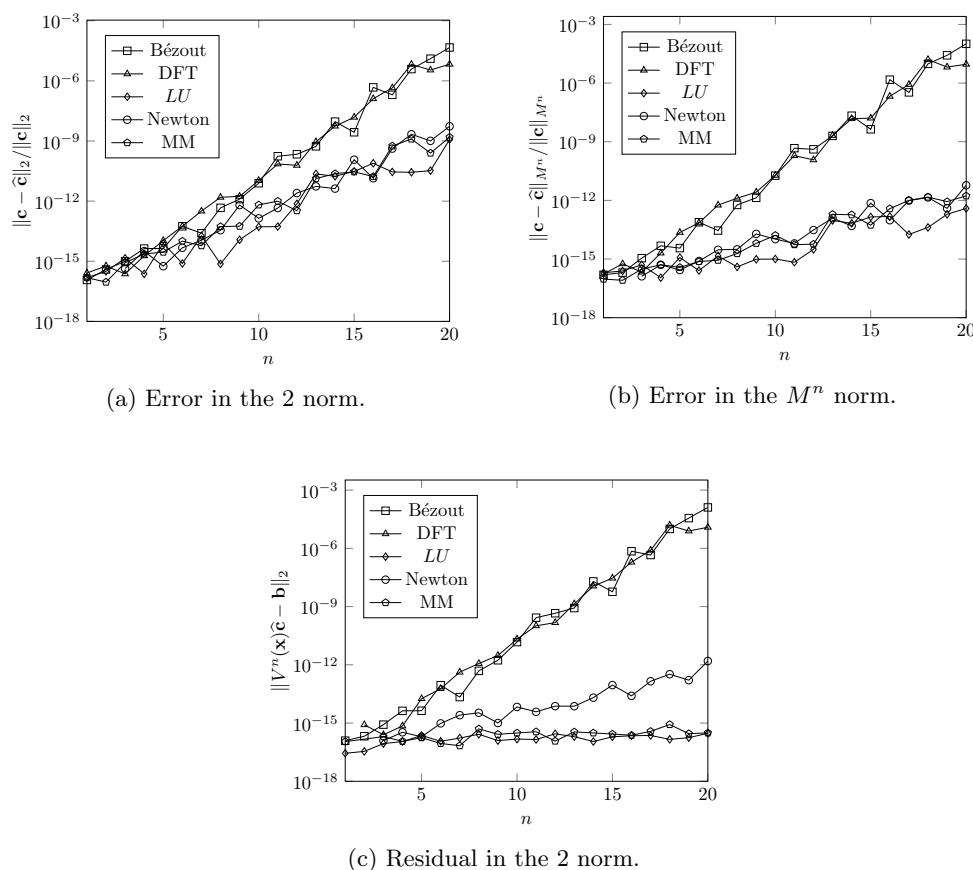 10⁻³
10⁻⁶
10⁻⁹
10⁻¹²
10⁻¹⁵
10⁻¹⁸
‖c − ĉ‖₂/‖c‖₂
Bézout
DFT
LU
Newton
MM
5 10 15 20
n
(a) Error in the 2 norm.
10⁻³
10⁻⁶
10⁻⁹
10⁻¹²
10⁻¹⁵
10⁻¹⁸
‖c − ĉ‖_{Mⁿ}/‖c‖_{Mⁿ}
Bézout
DFT
LU
Newton
MM
5 10 15 20
n
(b) Error in the Mⁿ norm.
10⁻³
10⁻⁶
10⁻⁹
10⁻¹²
10⁻¹⁵
10⁻¹⁸
‖Vⁿ(x)ĉ − b‖₂
Bézout
DFT
LU
Newton
MM
5 10 15 20
n
(c) Residual in the 2 norm.